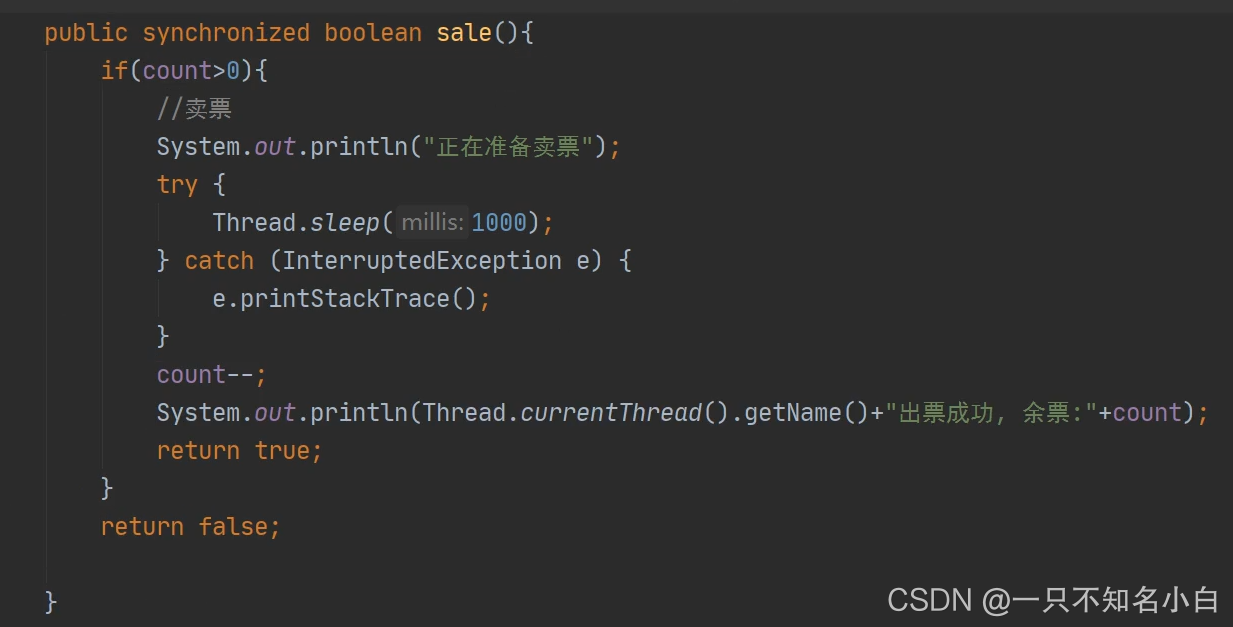 public synchronized boolean sale(){
    if(count>0){
        //卖票
        System.out.println("正在准备卖票");
        try {
            Thread.sleep( millis: 1000);
        } catch (InterruptedException e) {
            e.printStackTrace();
        }
        count--;
        System.out.println(Thread.currentThread().getName()+"出票成功, 余票:"+count);
        return true;
    }
    return false;
}
CSDN @一只不知名小白